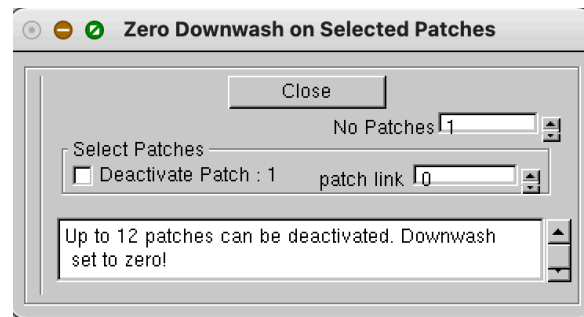 Zero Downwash on Selected Patches
Close
No Patches 1
Select Patches
Deactivate Patch : 1 patch link 0
Up to 12 patches can be deactivated. Downwash
set to zero!